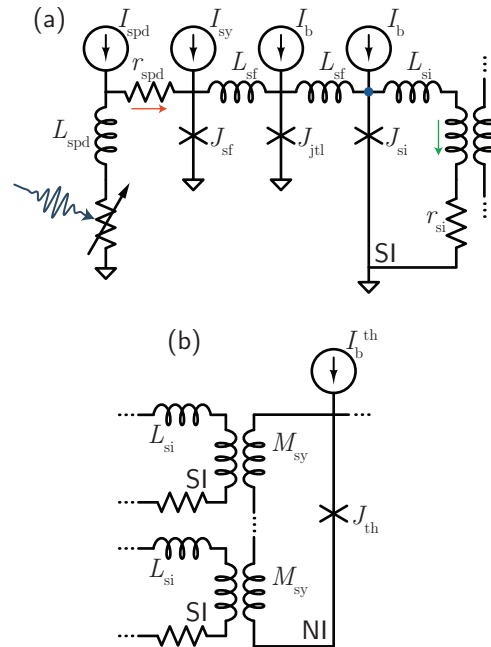 (a)
I_spd
I_sy
I_b
I_b
r_spd
L_sf
L_sf
L_si
L_spd
J_sf
J_jtl
J_si
r_si
SI
(b)
I_b^th
L_si
M_sy
SI
J_th
L_si
M_sy
SI
NI